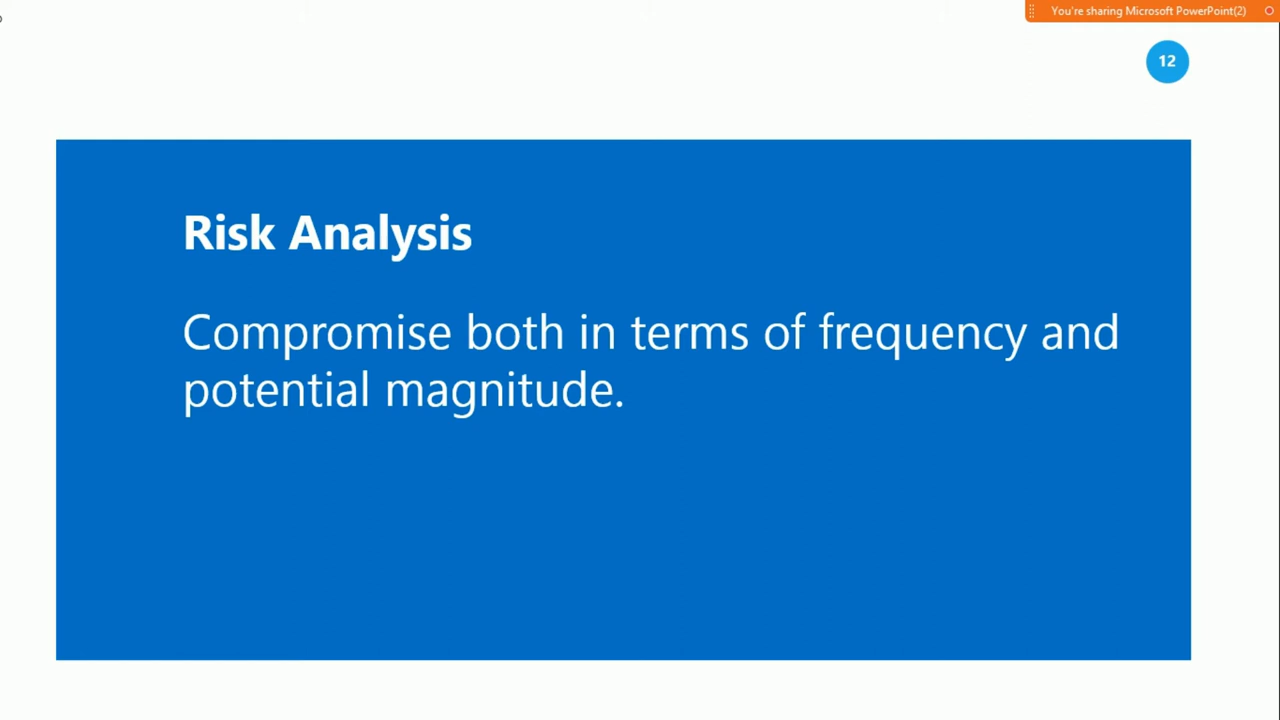 You're sharing Microsoft PowerPoint(2)
12
Risk Analysis
Compromise both in terms of frequency and
potential magnitude.